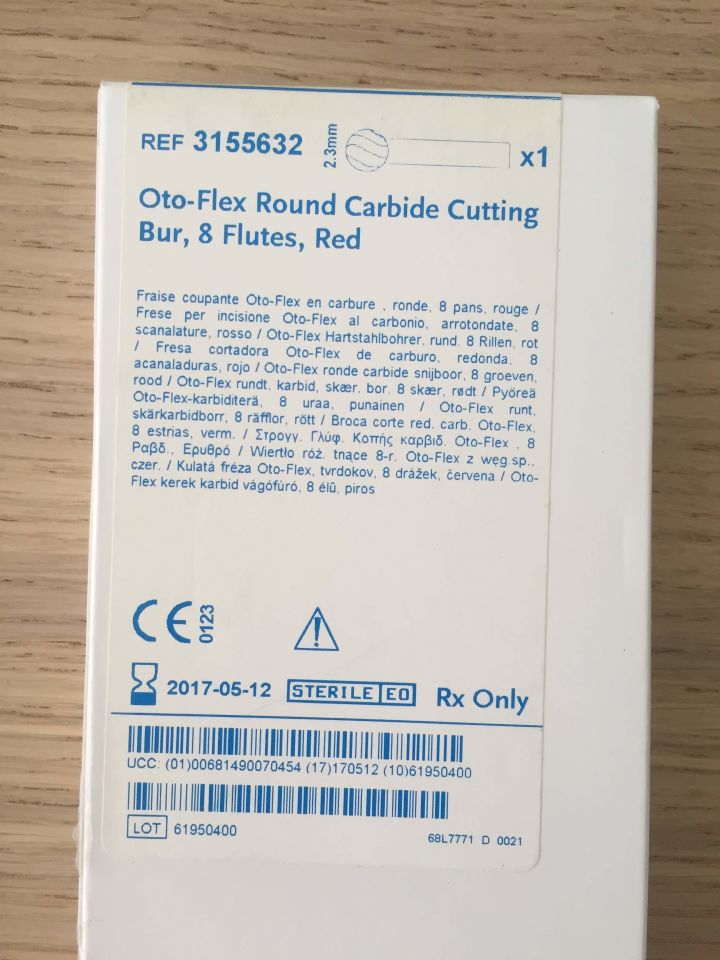 REF 3155632 2.3mm x1
Oto-Flex Round Carbide Cutting
Bur, 8 Flutes, Red
Fraise coupante Oto-Flex en carbure , ronde, 8 pans, rouge /
Frese per incisione Oto-Flex al carbonio, arrotondate, 8
scanalature, rosso / Oto-Flex Hartstahlbohrer, rund, 8 Rillen, rot
/ Fresa cortadora Oto-Flex de carburo, redonda, 8
acanaladuras, rojo / Oto-Flex ronde carbide snijboor, 8 groeven,
rood / Oto-Flex rundt, karbid, skær. bor. 8 skær, rødt / Pyöreä
Oto-Flex-karbiditerä, 8 uraa, punainen / Oto-Flex runt,
skärkarbidborr, 8 räfflor, rött / Broca corte red. carb. Oto-Flex,
8 estrias, verm. / Στρογγ. Γλύφ. Κοπής καρβιδ. Oto-Flex , 8
Ραβδ., Ερυθρό / Wiertło róż. tnące 8-r. Oto-Flex z węg.sp.,
czer. / Kulatá fréza Oto-Flex, tvrdokov, 8 drážek, červená / Oto-
Flex kerek karbid vágófúró, 8 élű, piros
CE 0123
2017-05-12 STERILE EO Rx Only
UCC: (01)00681490070454 (17)170512 (10)61950400
LOT 61950400
68L7771 D 0021